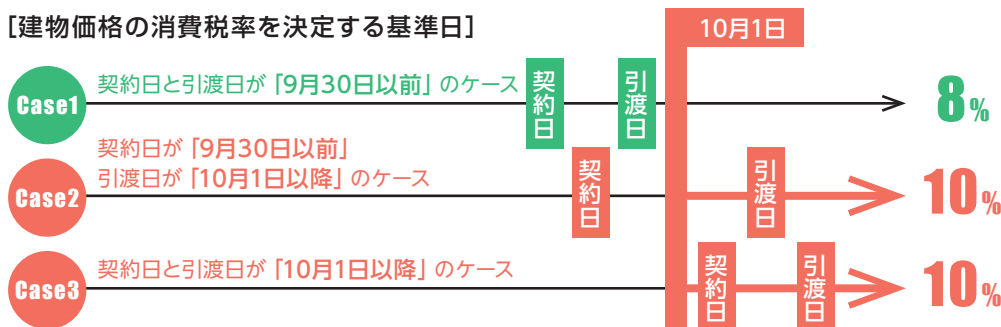 [建物価格の消費税率を決定する基準日]
10月1日
Case1
契約日と引渡日が「9月30日以前」のケース
契約日
引渡日
8%
Case2
契約日が「9月30日以前」
引渡日が「10月1日以降」のケース
契約日
引渡日
10%
Case3
契約日と引渡日が「10月1日以降」のケース
契約日
引渡日
10%